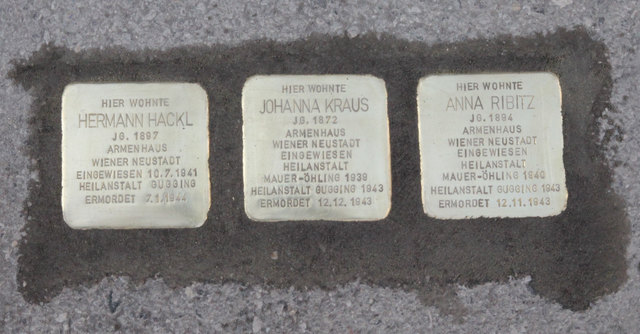 HIER WOHNTE
HERMANN HACKL
JG. 1897
ARMENHAUS
WIENER NEUSTADT
EINGEWIESEN 10.7.1941
HEILANSTALT GUGGING
ERMORDET 7.1.1944
HIER WOHNTE
JOHANNA KRAUS
JG. 1872
ARMENHAUS
WIENER NEUSTADT
EINGEWIESEN
HEILANSTALT
MAUER-ÖHLING 1939
HEILANSTALT GUGGING 1943
ERMORDET 12.12.1943
HIER WOHNTE
ANNA RIBITZ
JG. 1894
ARMENHAUS
WIENER NEUSTADT
EINGEWIESEN
HEILANSTALT
MAUER-ÖHLING 1940
HEILANSTALT GUGGING 1943
ERMORDET 12.11.1943